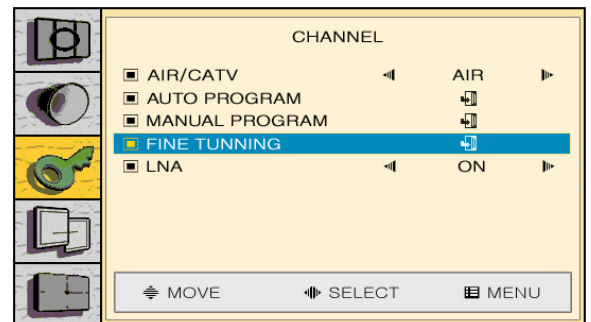 CHANNEL
AIR/CATV AIR
AUTO PROGRAM
MANUAL PROGRAM
FINE TUNNING
LNA ON
MOVE SELECT MENU